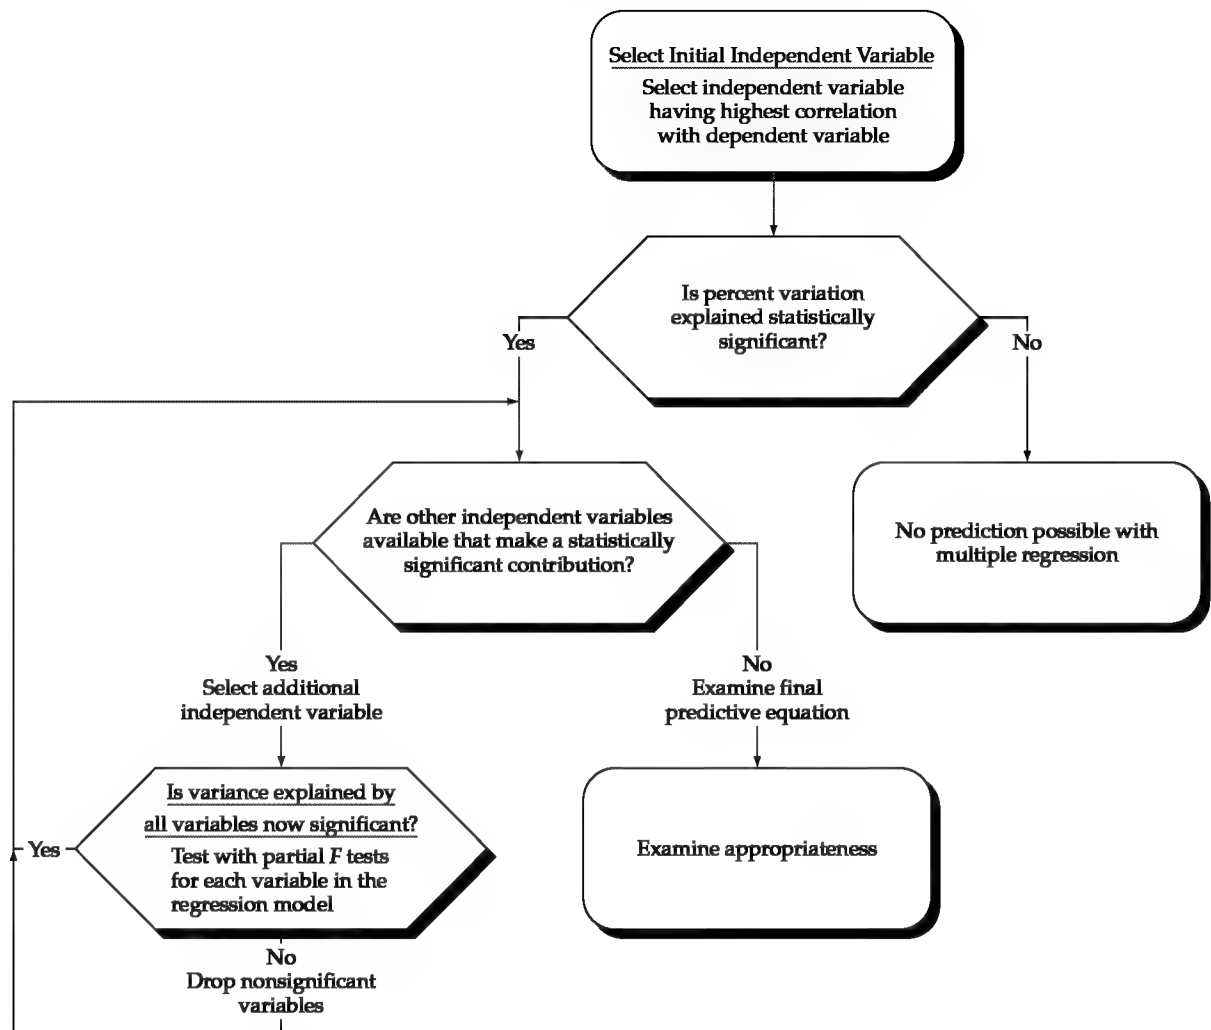 Select Initial Independent Variable
Select independent variable
having highest correlation
with dependent variable
Is percent variation
explained statistically
significant?
Yes
No
Are other independent variables
available that make a statistically
significant contribution?
No prediction possible with
multiple regression
Yes
Select additional
independent variable
No
Examine final
predictive equation
Is variance explained by
all variables now significant?
Test with partial F tests
for each variable in the
regression model
Yes
Examine appropriateness
No
Drop nonsignificant
variables